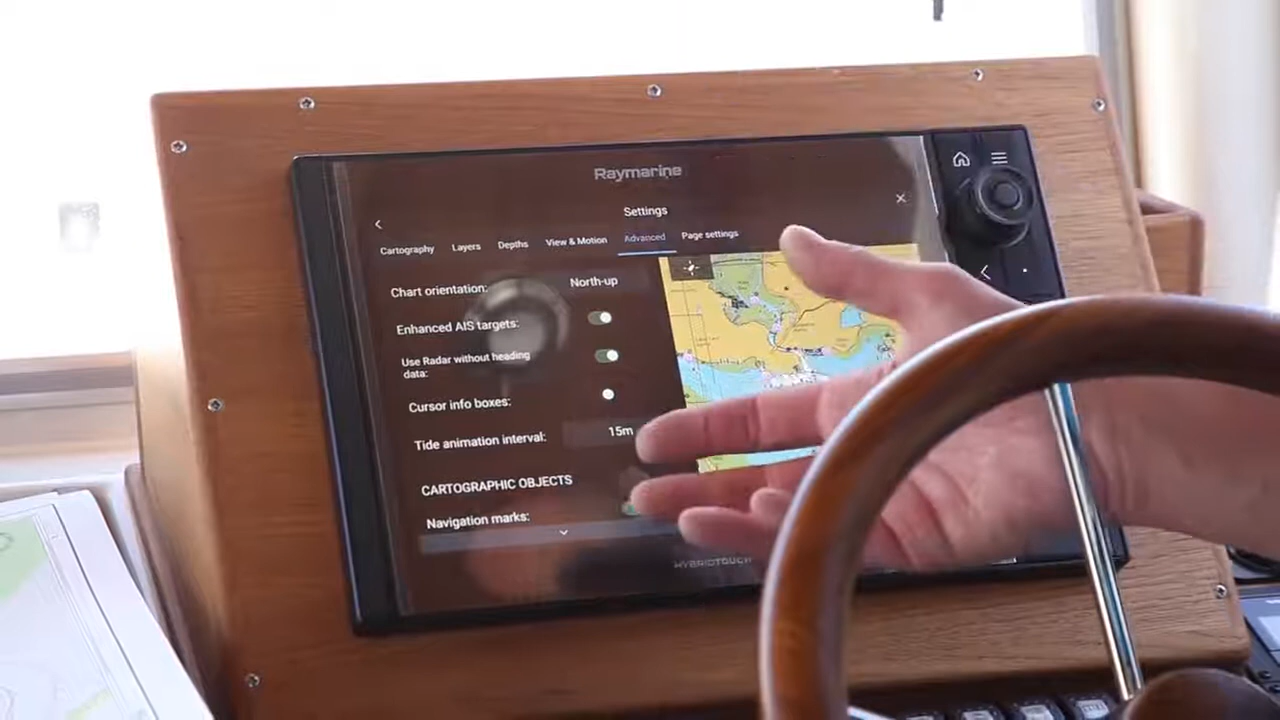 Raymarine
Settings
Cartography Layers Depths View & Motion Advanced Page settings
Chart orientation: North-up
Enhanced AIS targets:
Use Radar without heading
data:
Cursor info boxes:
Tide animation interval: 15m
CARTOGRAPHIC OBJECTS
Navigation marks:
HYBRIDTOUCH